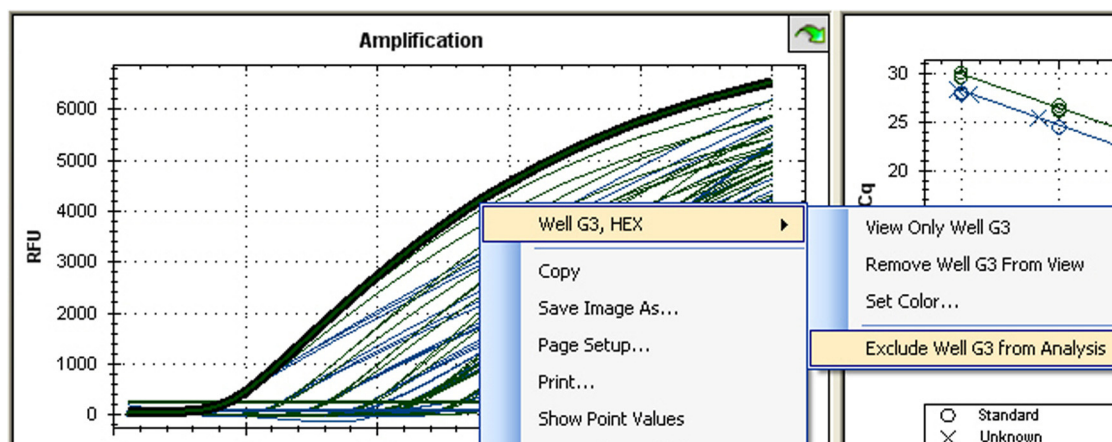 Amplification
6000
5000
4000
3000
2000
1000
0
RFU
Well G3, HEX
Copy
Save Image As...
Page Setup...
Print...
Show Point Values
30
25
20
Cq
View Only Well G3
Remove Well G3 From View
Set Color...
Exclude Well G3 from Analysis
Standard
Unknown